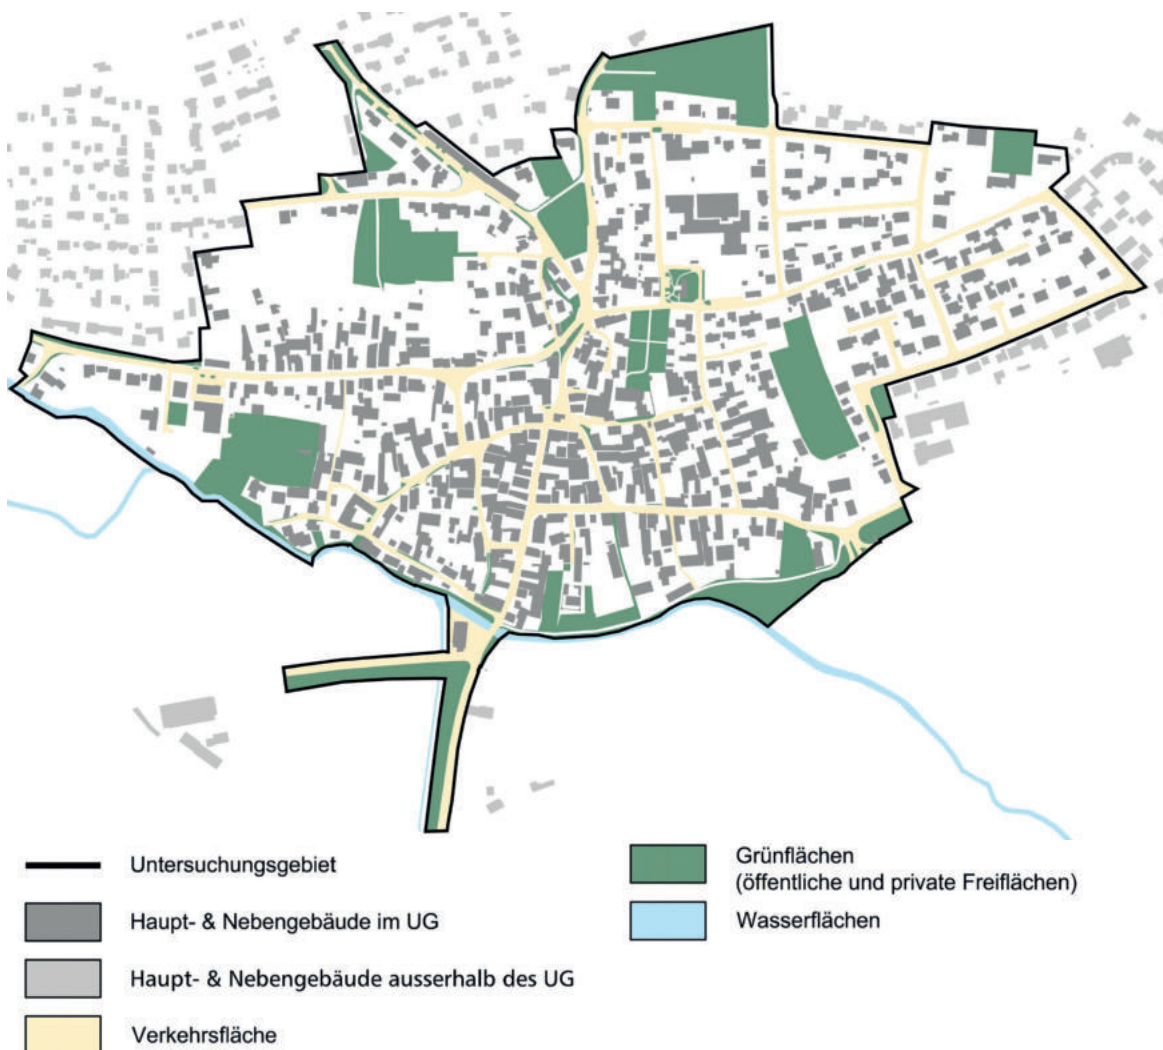 Untersuchungsgebiet
Haupt- & Nebengebäude im UG
Haupt- & Nebengebäude ausserhalb des UG
Verkehrsfläche
Grünflächen
(öffentliche und private Freiflächen)
Wasserflächen